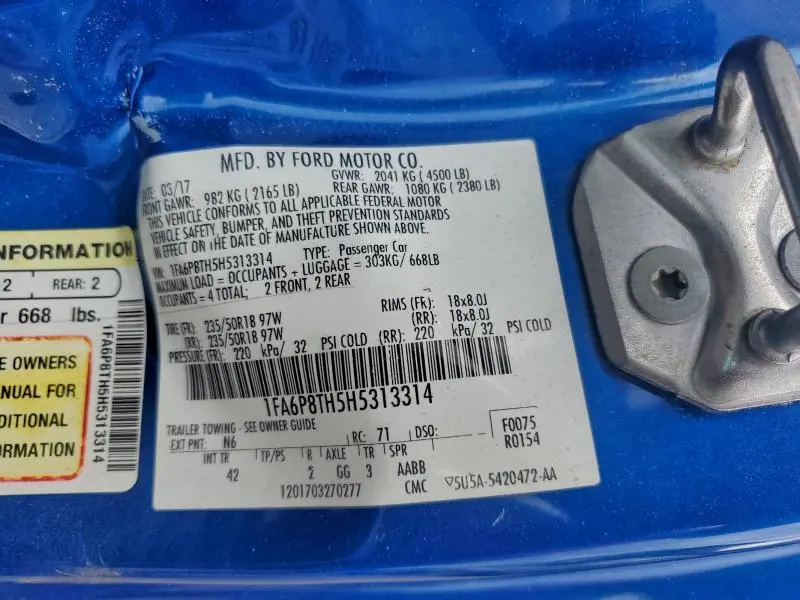 MFD. BY FORD MOTOR CO.
DATE: 03/17 GVWR: 2041 KG ( 4500 LB)
FRONT GAWR: 982 KG ( 2165 LB) REAR GAWR: 1080 KG ( 2380 LB)
THIS VEHICLE CONFORMS TO ALL APPLICABLE FEDERAL MOTOR
VEHICLE SAFETY, BUMPER, AND THEFT PREVENTION STANDARDS
IN EFFECT ON THE DATE OF MANUFACTURE SHOWN ABOVE.
VIN: 1FA6P8TH5H5313314 TYPE: Passenger Car
MAXIMUM LOAD = OCCUPANTS + LUGGAGE = 303KG/ 668LB
OCCUPANTS = 4 TOTAL; 2 FRONT, 2 REAR
TIRE (FR): 235/50R18 97W RIMS (FR): 18x8.0J
(RR): 235/50R18 97W (RR): 18x8.0J
PRESSURE (FR): 220 kPa/ 32 PSI COLD (RR): 220 kPa/ 32 PSI COLD
1FA6P8TH5H5313314
TRAILER TOWING - SEE OWNER GUIDE F0075
EXT PNT: N6 RC: 71 DSO: R0154
INT TR TP/PS R AXLE TR SPR
42 2 GG 3 AABB
1201703270277 CMC ▽5U5A-5420472-AA
INFORMATION
2 REAR: 2
r 668 lbs.
E OWNERS
ANUAL FOR
DITIONAL
ORMATION
1FA6P8TH5H5313314